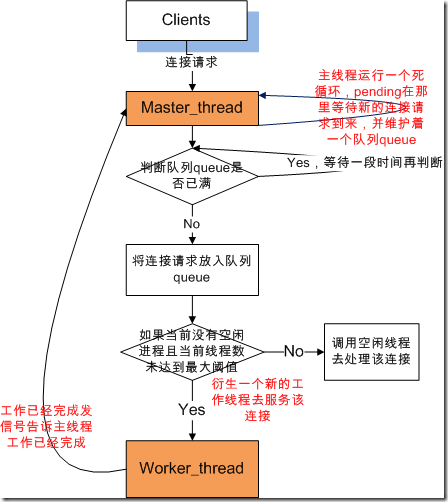 Clients
连接请求
主线程运行一个死
循环，pending在那
里等待新的连接请
求到来，并维护着
一个队列queue
Master_thread
判断队列queue是
否已满
Yes，等待一段时间再判断
No
将连接请求放入队列
queue
如果当前没有空闲
进程且当前线程数
未达到最大阈值
No
调用空闲线程
去处理该连接
衍生一个新的工
作线程去服务该
连接
Yes
工作已经完成发
信号告诉主线程
工作已经完成
Worker_thread